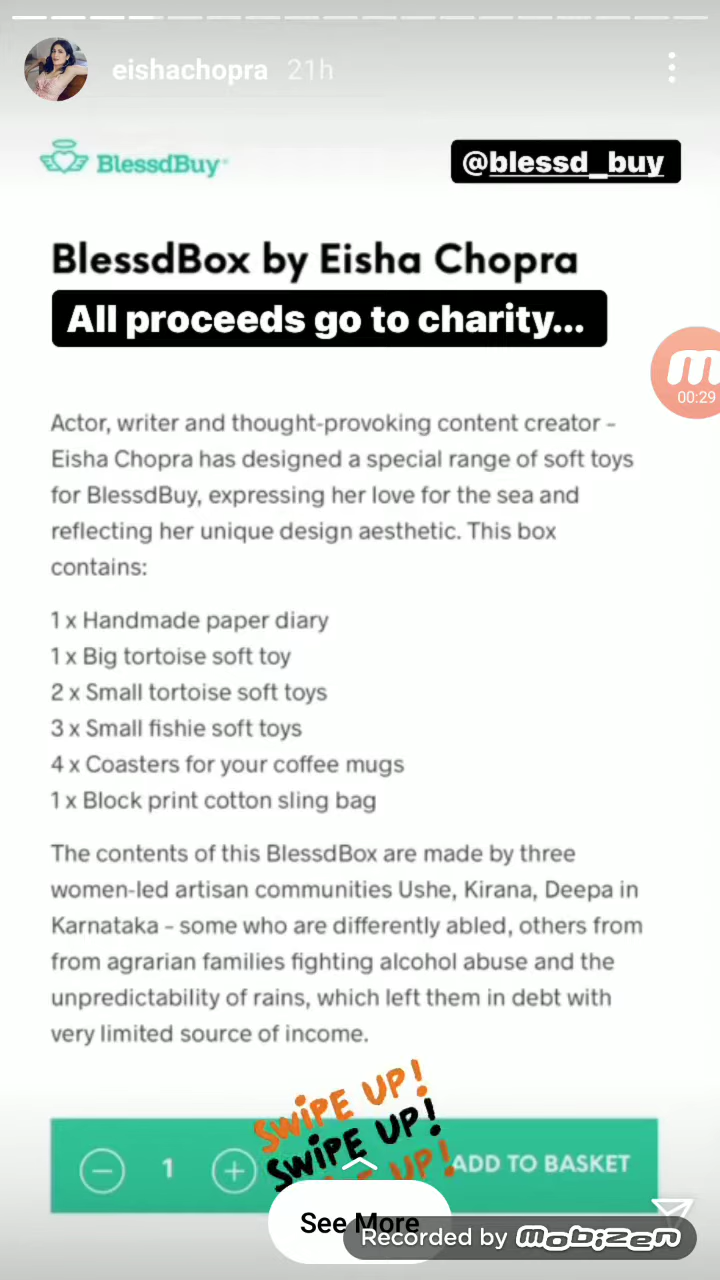 eishachopra 21h
BlessdBuy
@blessd_buy
BlessdBox by Eisha Chopra
All proceeds go to charity...
00:29
Actor, writer and thought-provoking content creator –
Eisha Chopra has designed a special range of soft toys
for BlessdBuy, expressing her love for the sea and
reflecting her unique design aesthetic. This box
contains:
1 x Handmade paper diary
1 x Big tortoise soft toy
2 x Small tortoise soft toys
3 x Small fishie soft toys
4 x Coasters for your coffee mugs
1 x Block print cotton sling bag
The contents of this BlessdBox are made by three
women-led artisan communities Ushe, Kirana, Deepa in
Karnataka – some who are differently abled, others from
from agrarian families fighting alcohol abuse and the
unpredictability of rains, which left them in debt with
very limited source of income.
SWIPE UP!
SWIPE UP!
UP!
1 ADD TO BASKET
See More
Recorded by mobizen